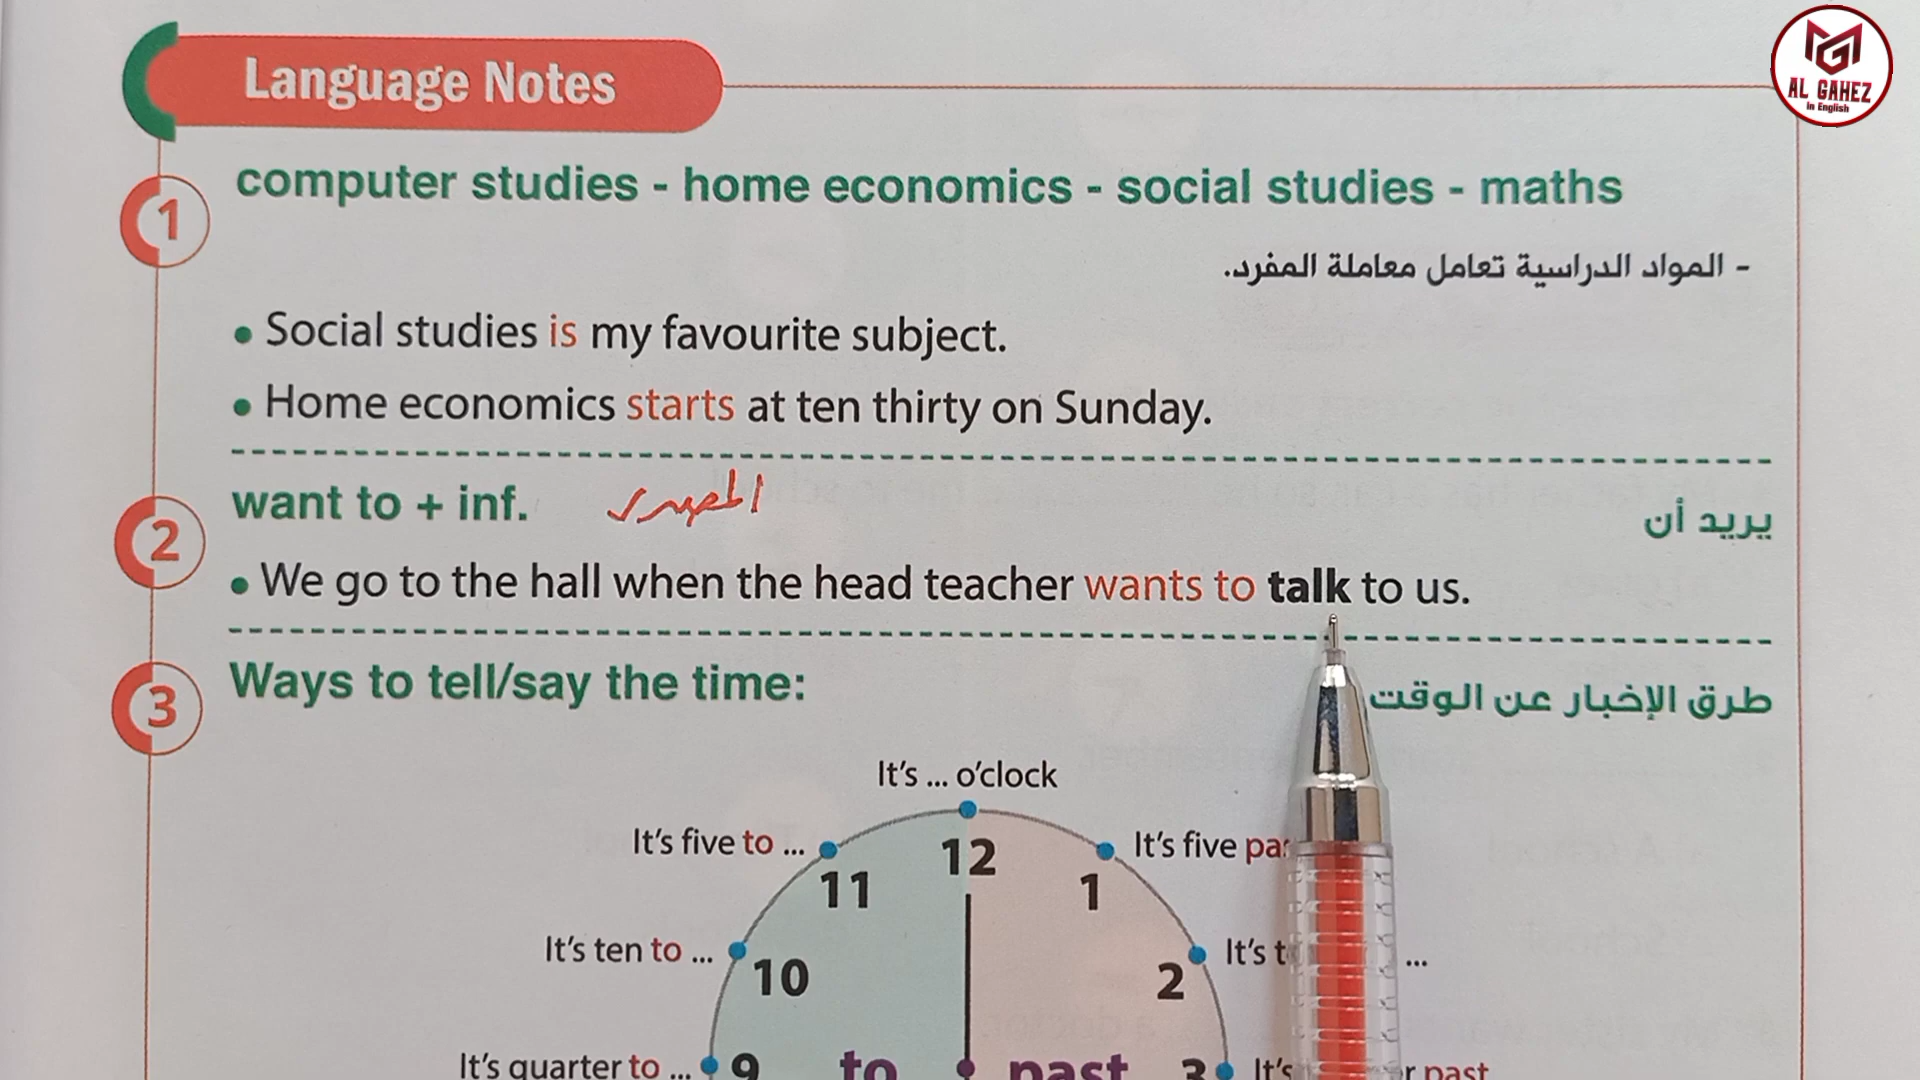 AL GAHEZ
in English
Language Notes
1
computer studies - home economics - social studies - maths
- المواد الدراسية تعامل معاملة المفرد.
• Social studies is my favourite subject.
• Home economics starts at ten thirty on Sunday.
2
want to + inf. المصدر يريد أن
• We go to the hall when the head teacher wants to talk to us.
3
Ways to tell/say the time: طرق الإخبار عن الوقت
It's ... o'clock
It's five to ... 12 It's five
11 1
It's ten to ... It's ...
10 2
It's quarter to ... 9 to past 3 It's past